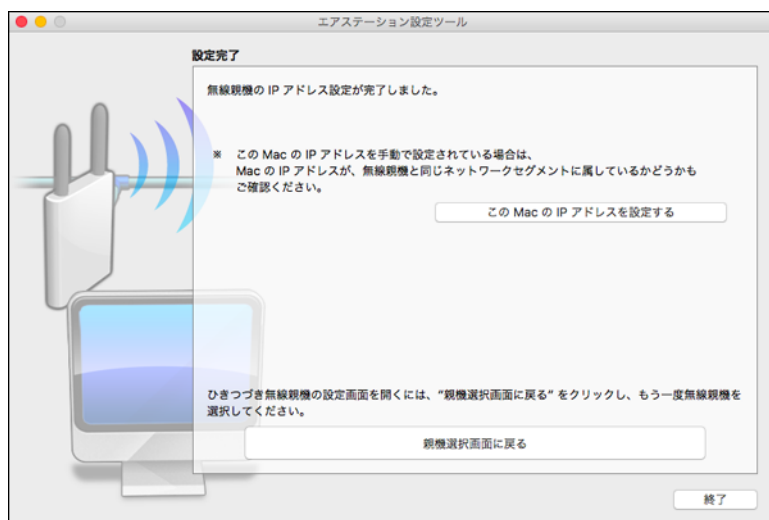 エアステーション設定ツール
設定完了
無線親機の IP アドレス設定が完了しました。
※ この Mac の IP アドレスを手動で設定されている場合は、
Mac の IP アドレスが、無線親機と同じネットワークセグメントに属しているかどうかも
ご確認ください。
この Mac の IP アドレスを設定する
ひきつづき無線親機の設定画面を開くには、“親機選択画面に戻る” をクリックし、もう一度無線親機を
選択してください。
親機選択画面に戻る
終了